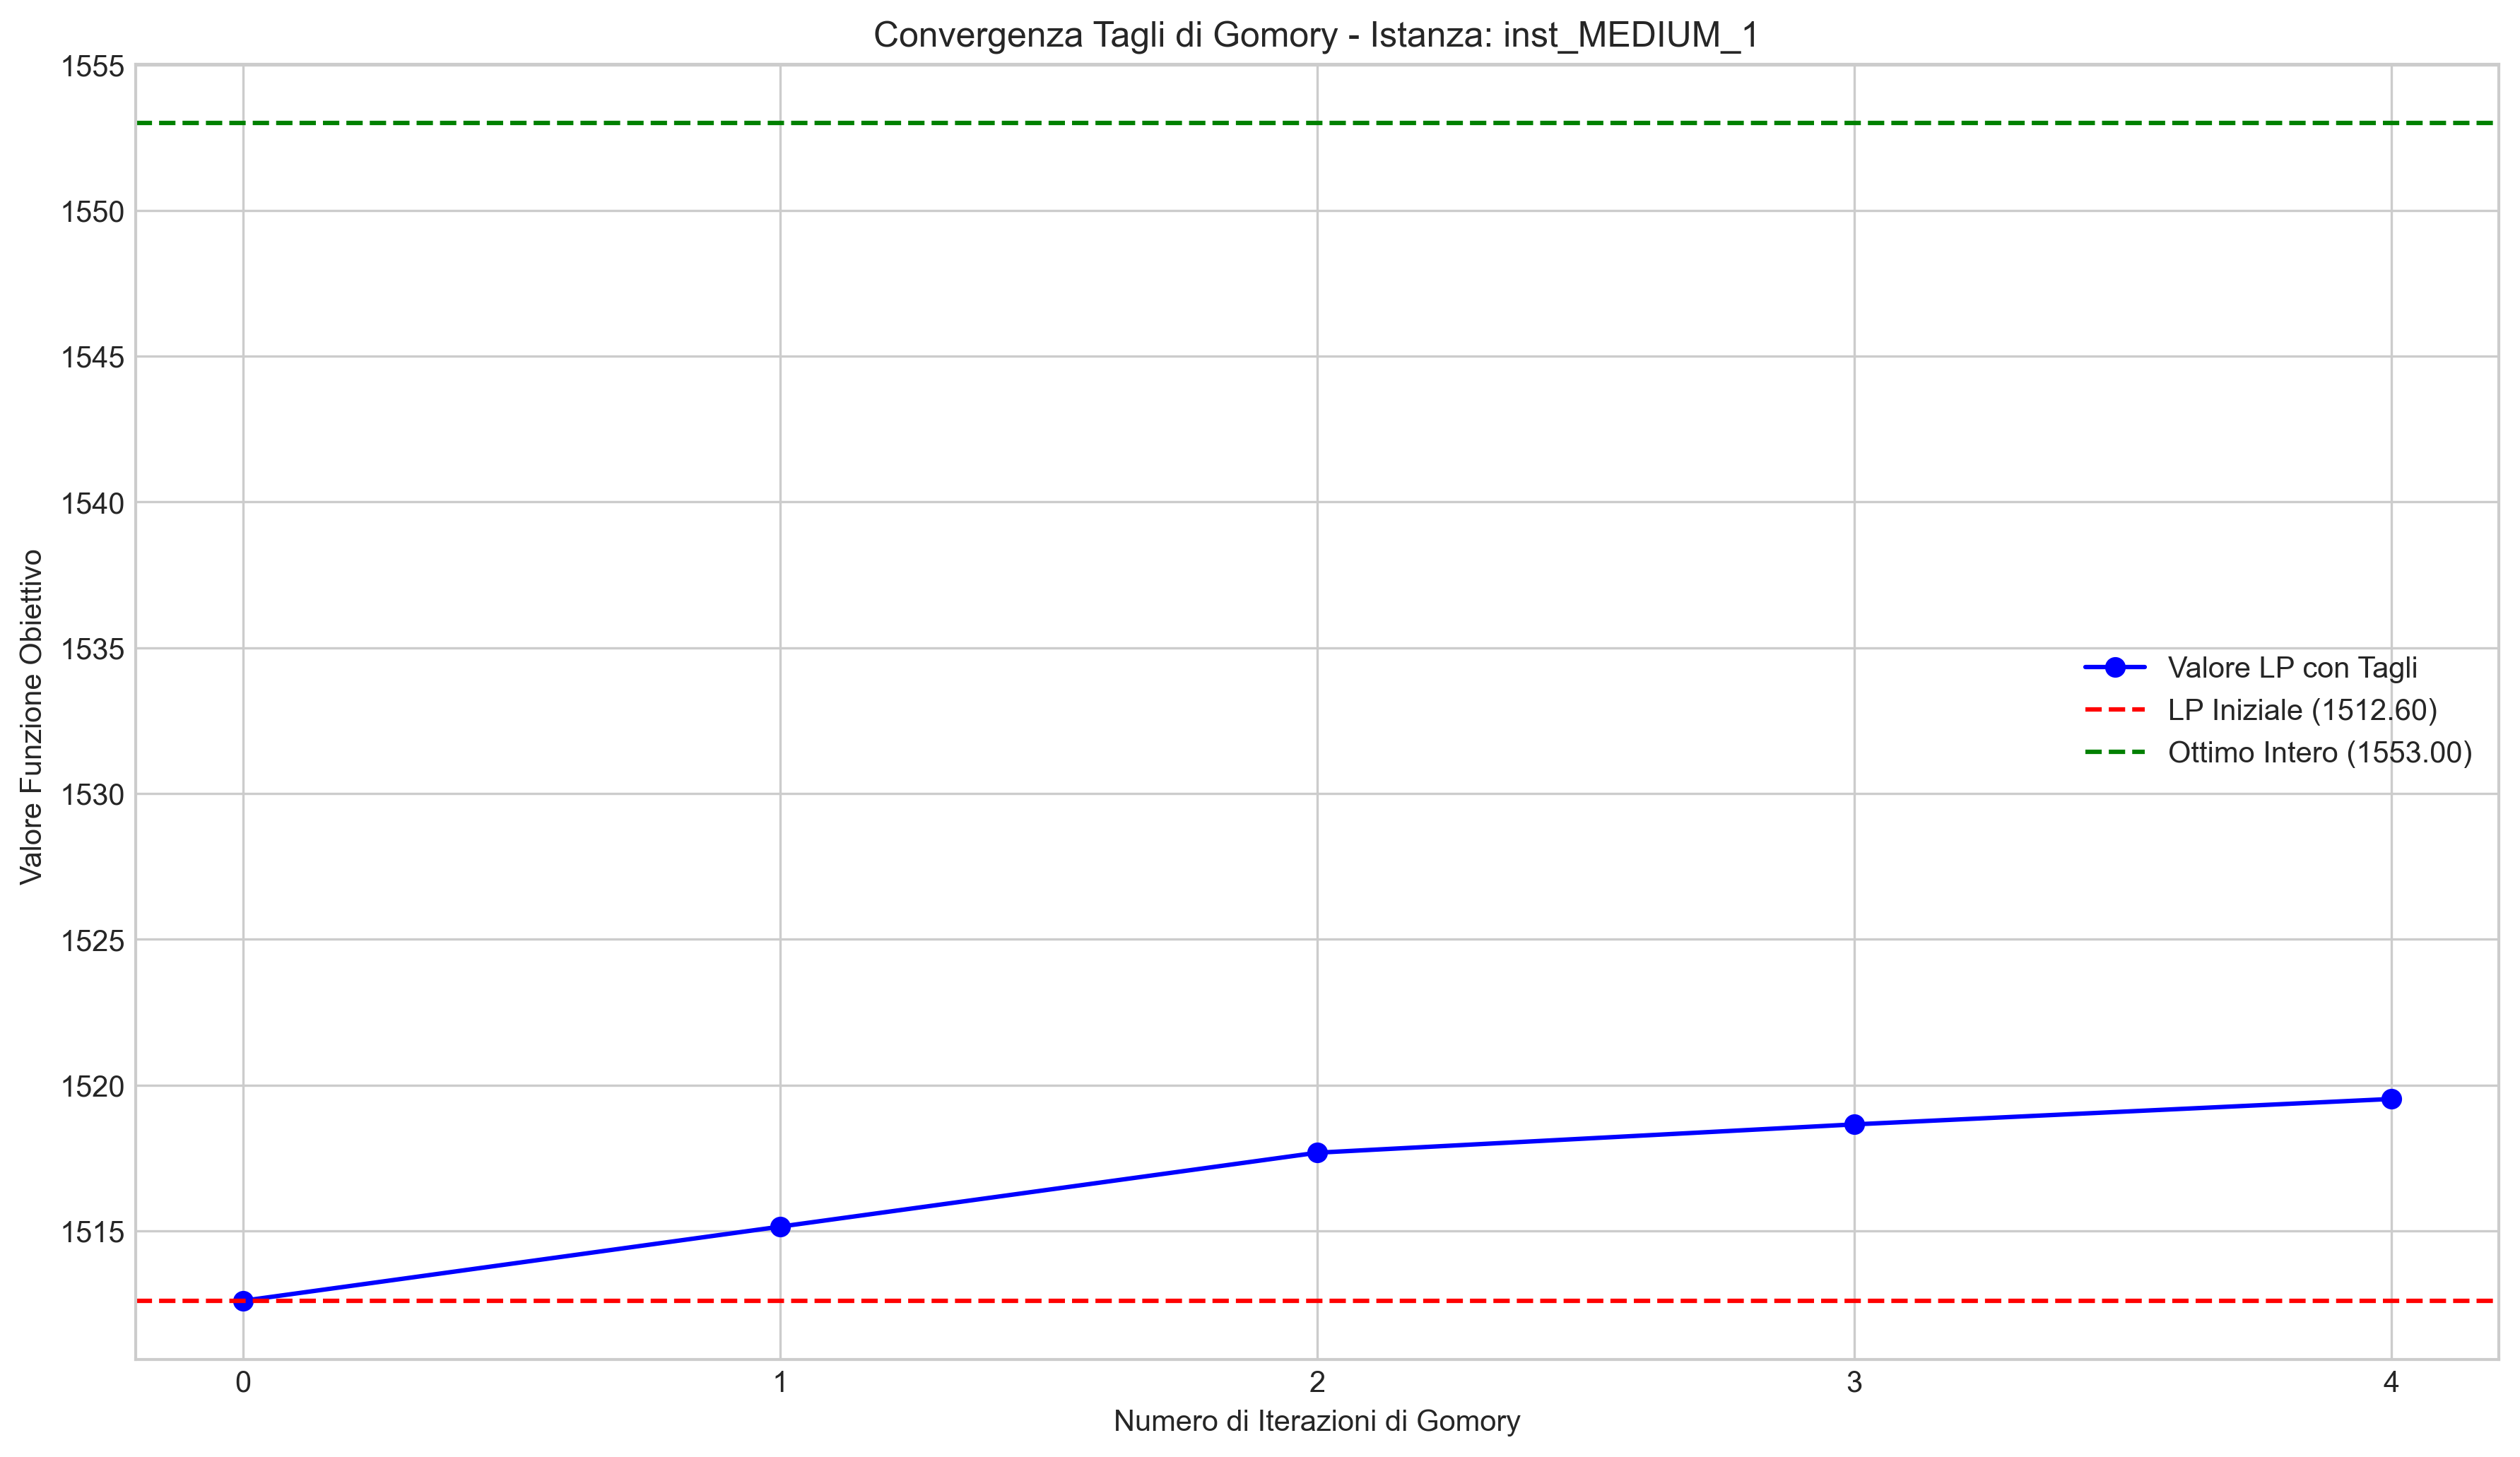 Convergenza Tagli di Gomory - Istanza: inst_MEDIUM_1
1555
1550
1545
1540
1535
1530
1525
1520
1515
Valore Funzione Obiettivo
Valore LP con Tagli
LP Iniziale (1512.60)
Ottimo Intero (1553.00)
0 1 2 3 4
Numero di Iterazioni di Gomory